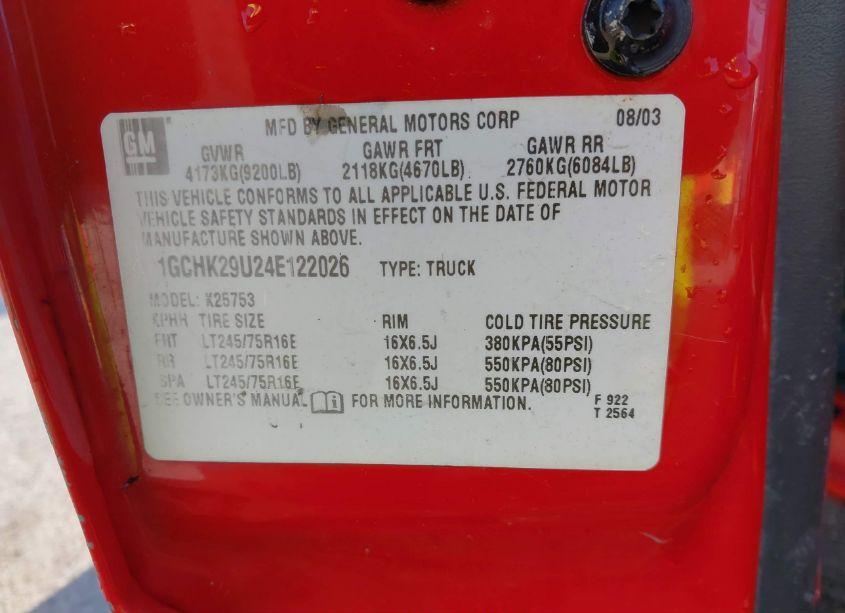 GM
MFD BY GENERAL MOTORS CORP 08/03
GVWR GAWR FRT GAWR RR
4173KG(9200LB) 2118KG(4670LB) 2760KG(6084LB)
THIS VEHICLE CONFORMS TO ALL APPLICABLE U.S. FEDERAL MOTOR
VEHICLE SAFETY STANDARDS IN EFFECT ON THE DATE OF
MANUFACTURE SHOWN ABOVE.
1GCHK29U24E122026 TYPE: TRUCK
MODEL: K25753
TIRE SIZE RIM COLD TIRE PRESSURE
FRT LT245/75R16E 16X6.5J 380KPA(55PSI)
RR LT245/75R16E 16X6.5J 550KPA(80PSI)
SPA LT245/75R16E 16X6.5J 550KPA(80PSI)
SEE OWNER'S MANUAL FOR MORE INFORMATION.
F 922
T 2564